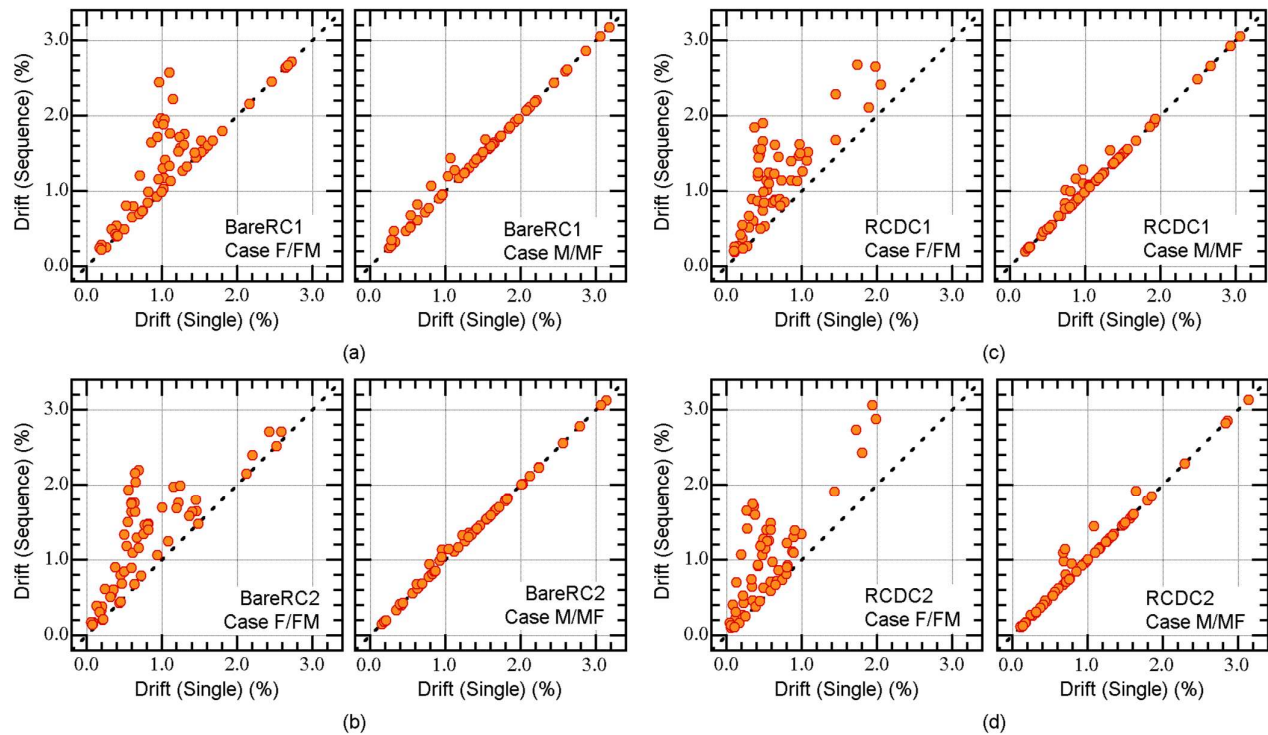 Drift (Sequence) (%)
3.0
2.0
1.0
0.0
BareRC1
Case F/FM
0.0 1.0 2.0 3.0
Drift (Single) (%)
BareRC1
Case M/MF
0.0 1.0 2.0 3.0
Drift (Single) (%)
(a)
Drift (Sequence) (%)
3.0
2.0
1.0
0.0
RCDC1
Case F/FM
0.0 1.0 2.0 3.0
Drift (Single) (%)
RCDC1
Case M/MF
0.0 1.0 2.0 3.0
Drift (Single) (%)
(c)
Drift (Sequence) (%)
3.0
2.0
1.0
0.0
BareRC2
Case F/FM
0.0 1.0 2.0 3.0
Drift (Single) (%)
BareRC2
Case M/MF
0.0 1.0 2.0 3.0
Drift (Single) (%)
(b)
Drift (Sequence) (%)
3.0
2.0
1.0
0.0
RCDC2
Case F/FM
0.0 1.0 2.0 3.0
Drift (Single) (%)
RCDC2
Case M/MF
0.0 1.0 2.0 3.0
Drift (Single) (%)
(d)